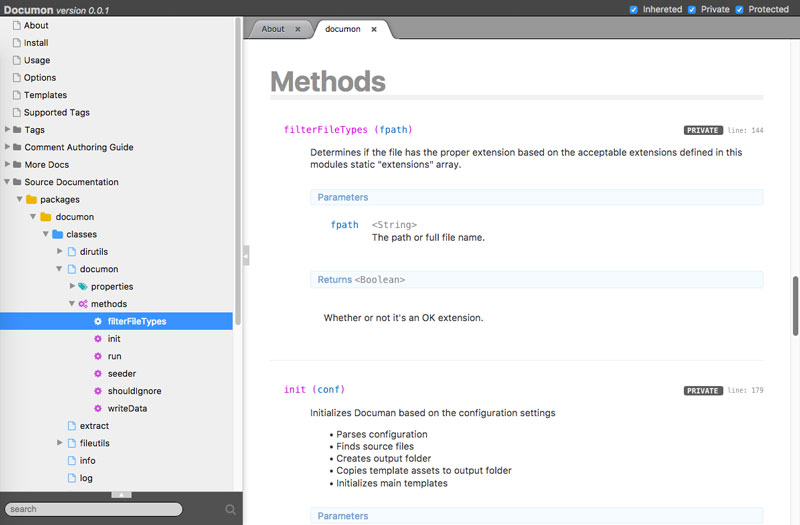 Documon version 0.0.1
Inhereted Private Protected
About
Install
Usage
Options
Templates
Supported Tags
Tags
Comment Authoring Guide
More Docs
Source Documentation
packages
documon
classes
dirutils
documon
properties
methods
filterFileTypes
init
run
seeder
shouldIgnore
writeData
extract
fileutils
info
log
search
About documon
Methods
filterFileTypes (fpath) PRIVATE line: 144
Determines if the file has the proper extension based on the acceptable extensions defined in this
modules static "extensions" array.
Parameters
fpath <String>
The path or full file name.
Returns <Boolean>
Whether or not it's an OK extension.
init (conf) PRIVATE line: 179
Initializes Documan based on the configuration settings
• Parses configuration
• Finds source files
• Creates output folder
• Copies template assets to output folder
• Initializes main templates
Parameters